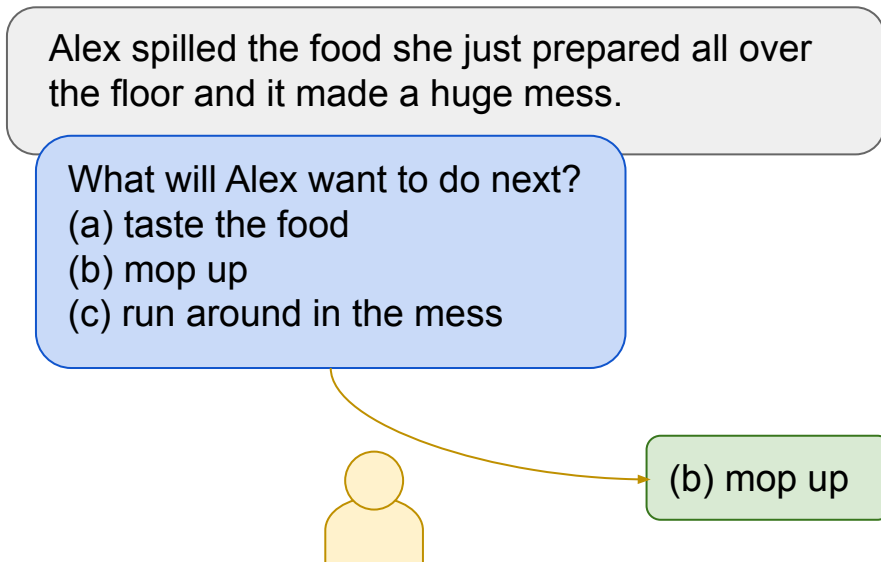 Alex spilled the food she just prepared all over
the floor and it made a huge mess.
What will Alex want to do next?
(a) taste the food
(b) mop up
(c) run around in the mess
(b) mop up